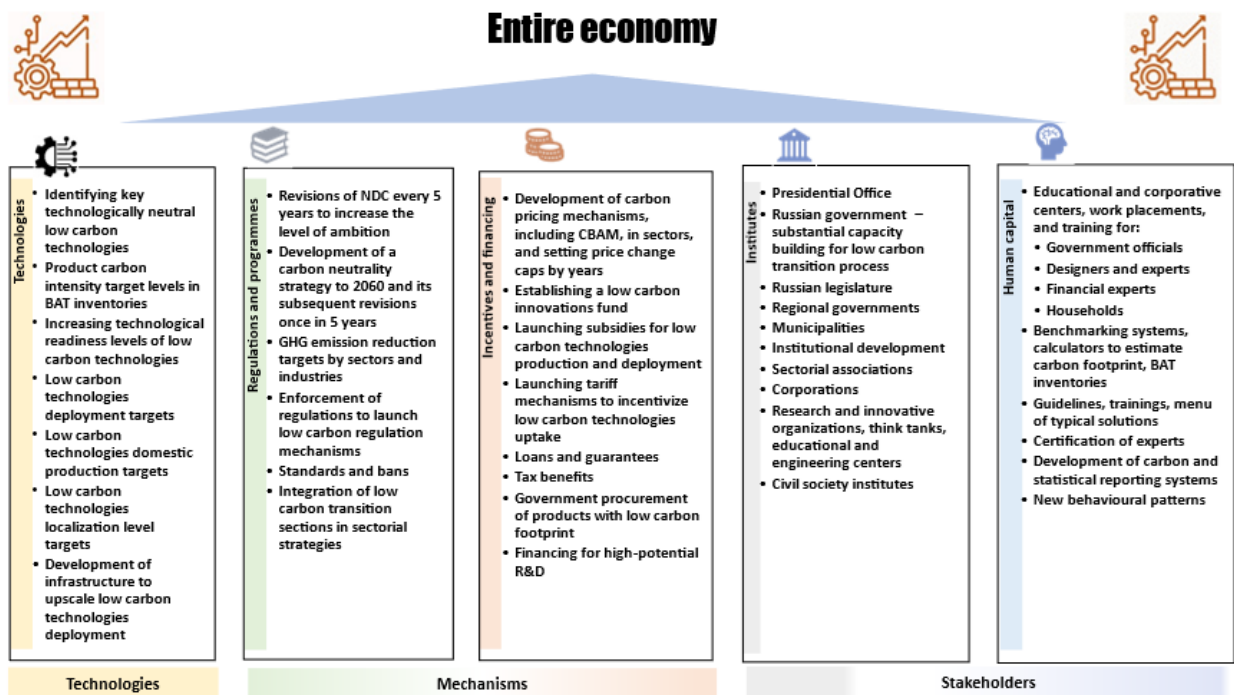 Entire economy
Technologies
• Identifying key
technologically neutral
low carbon
technologies
• Product carbon
intensity target levels in
BAT inventories
• Increasing technological
readiness levels of low
carbon technologies
• Low carbon
technologies
deployment targets
• Low carbon
technologies domestic
production targets
• Low carbon
technologies
localization level
targets
• Development of
infrastructure to
upscale low carbon
technologies
deployment
Regulations and programmes
• Revisions of NDC every 5
years to increase the
level of ambition
• Development of a
carbon neutrality
strategy to 2060 and its
subsequent revisions
once in 5 years
• GHG emission reduction
targets by sectors and
industries
• Enforcement of
regulations to launch
low carbon regulation
mechanisms
• Standards and bans
• Integration of low
carbon transition
sections in sectorial
strategies
Incentives and financing
• Development of carbon
pricing mechanisms,
including CBAM, in sectors,
and setting price change
caps by years
• Establishing a low carbon
innovations fund
• Launching subsidies for low
carbon technologies
production and deployment
• Launching tariff
mechanisms to incentivize
low carbon technologies
uptake
• Loans and guarantees
• Tax benefits
• Government procurement
of products with low carbon
footprint
• Financing for high-potential
R&D
Institutes
• Presidential Office
• Russian government –
substantial capacity
building for low carbon
transition process
• Russian legislature
• Regional governments
• Municipalities
• Institutional development
• Sectorial associations
• Corporations
• Research and innovative
organizations, think tanks,
educational and
engineering centers
• Civil society institutes
Human capital
• Educational and corporative
centers, work placements,
and training for:
• Government officials
• Designers and experts
• Financial experts
• Households
• Benchmarking systems,
calculators to estimate
carbon footprint, BAT
inventories
• Guidelines, trainings, menu
of typical solutions
• Certification of experts
• Development of carbon and
statistical reporting systems
• New behavioural patterns
Technologies
Mechanisms
Stakeholders